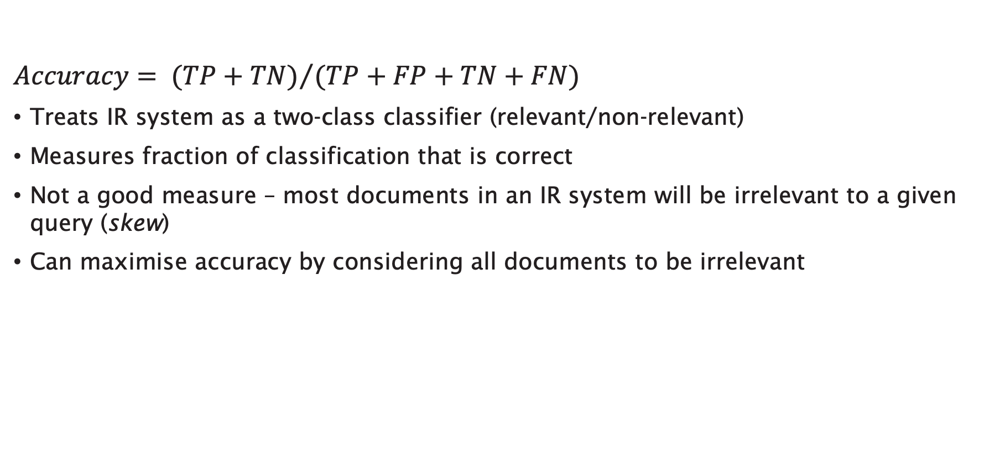 Accuracy = (TP + TN)/(TP + FP + TN + FN)
• Treats IR system as a two-class classifier (relevant/non-relevant)
• Measures fraction of classification that is correct
• Not a good measure – most documents in an IR system will be irrelevant to a given
query (skew)
• Can maximise accuracy by considering all documents to be irrelevant